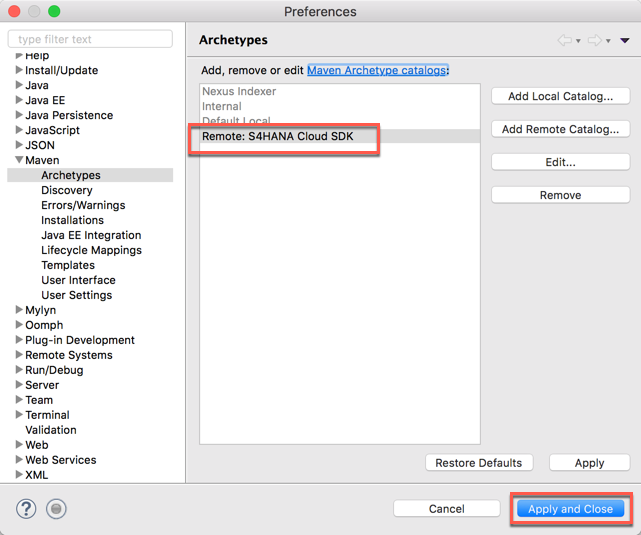 Preferences
type filter text
Help
Install/Update
Java
Java EE
Java Persistence
JavaScript
JSON
Maven
Archetypes
Discovery
Errors/Warnings
Installations
Java EE Integration
Lifecycle Mappings
Templates
User Interface
User Settings
Mylyn
Oomph
Plug-in Development
Remote Systems
Run/Debug
Server
Team
Terminal
Validation
Web
Web Services
XML
Archetypes
Add, remove or edit Maven Archetype catalogs:
Nexus Indexer
Internal
Default Local
Remote: S4HANA Cloud SDK
Add Local Catalog...
Add Remote Catalog...
Edit...
Remove
Restore Defaults
Apply
?
Cancel
Apply and Close